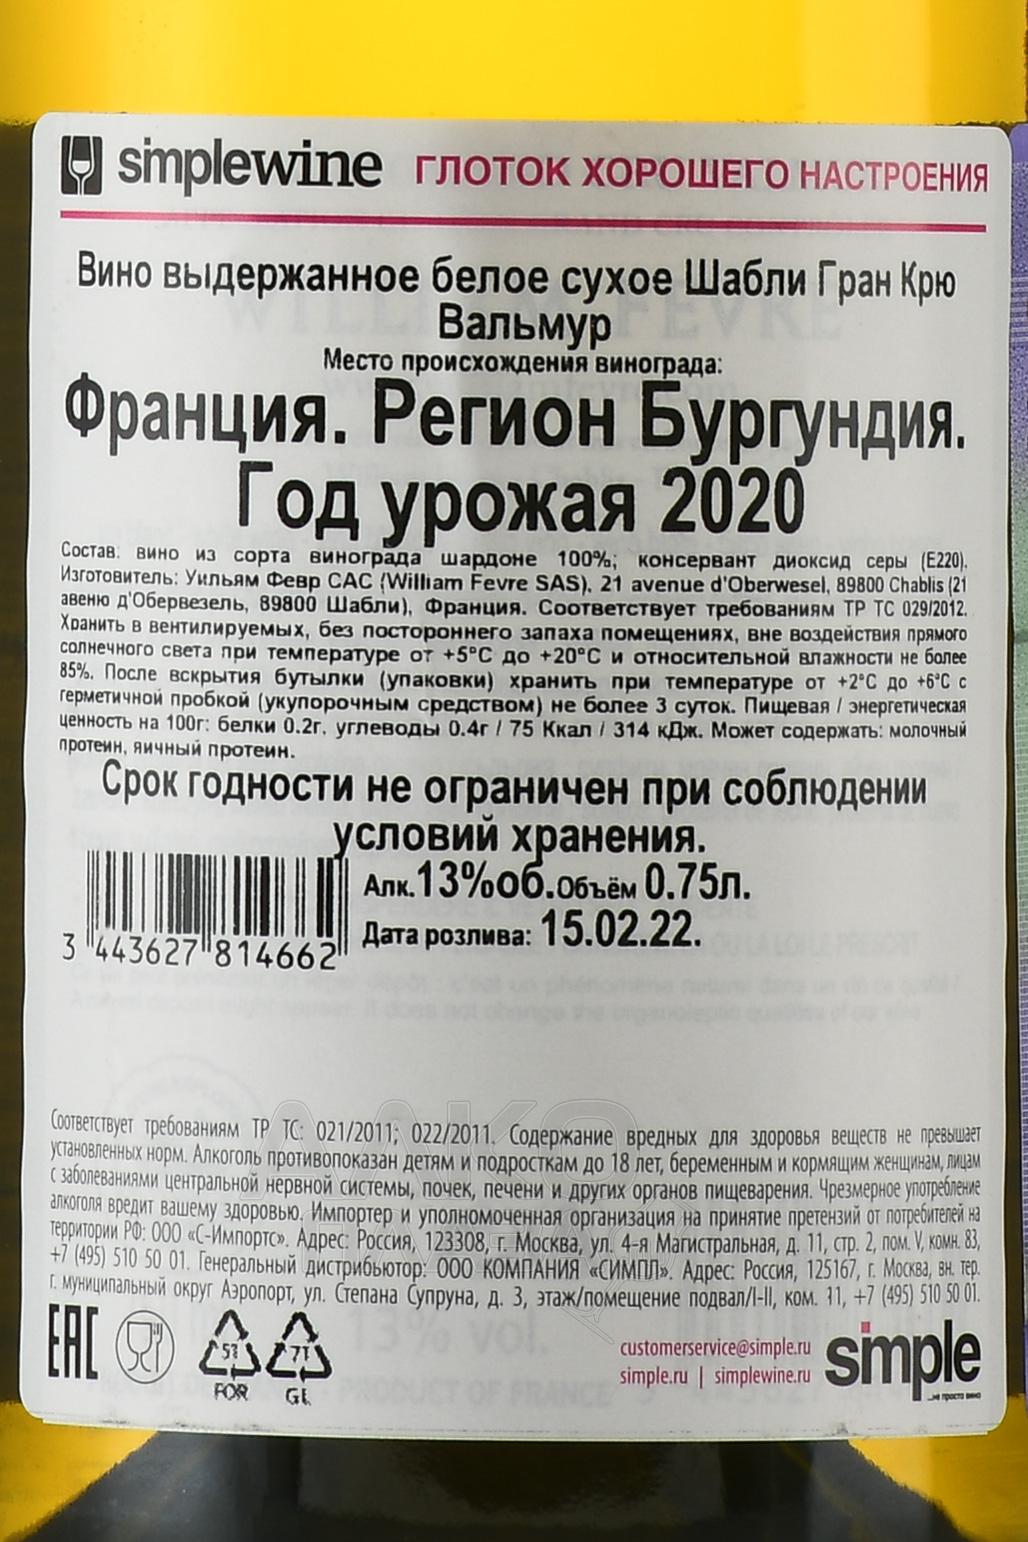 simplewine ГЛОТОК ХОРОШЕГО НАСТРОЕНИЯ
Вино выдержанное белое сухое Шабли Гран Крю
Вальмур
Место происхождения винограда:
Франция. Регион Бургундия.
Год урожая 2020
Состав: вино из сорта винограда шардоне 100%; консервант диоксид серы (Е220).
Изготовитель: Уильям Февр САС (William Fevre SAS), 21 avenue d'Oberwesel, 89800 Chablis (21
авеню д'Обервезель, 89800 Шабли), Франция. Соответствует требованиям ТР ТС 029/2012.
Хранить в вентилируемых, без постороннего запаха помещениях, вне воздействия прямого
солнечного света при температуре от +5°C до +20°C и относительной влажности не более
85%. После вскрытия бутылки (упаковки) хранить при температуре от +2°C до +6°C с
герметичной пробкой (укупорочным средством) не более 3 суток. Пищевая / энергетическая
ценность на 100г: белки 0.2г, углеводы 0.4г / 75 Ккал / 314 кДж. Может содержать: молочный
протеин, яичный протеин.
Срок годности не ограничен при соблюдении
условий хранения.
Алк.13%об.Объём 0.75л.
Дата розлива: 15.02.22.
3 443627 814662
Соответствует требованиям ТР ТС: 021/2011; 022/2011. Содержание вредных для здоровья веществ не превышает
установленных норм. Алкоголь противопоказан детям и подросткам до 18 лет, беременным и кормящим женщинам, лицам
с заболеваниями центральной нервной системы, почек, печени и других органов пищеварения. Чрезмерное употребление
алкоголя вредит вашему здоровью. Импортер и уполномоченная организация на принятие претензий от потребителей на
территории РФ: ООО «С-Импортс». Адрес: Россия, 123308, г. Москва, ул. 4-я Магистральная, д. 11, стр. 2, пом. V, комн. 83,
+7 (495) 510 50 01. Генеральный дистрибьютор: ООО КОМПАНИЯ «СИМПЛ». Адрес: Россия, 125167, г. Москва, вн. тер.
г. муниципальный округ Аэропорт, ул. Степана Супруна, д. 3, этаж/помещение подвал/I-II, ком. 11, +7 (495) 510 50 01.
EAC
51
FOR
71
GL
customerservice@simple.ru
simple.ru | simplewine.ru
simple
...не просто вино